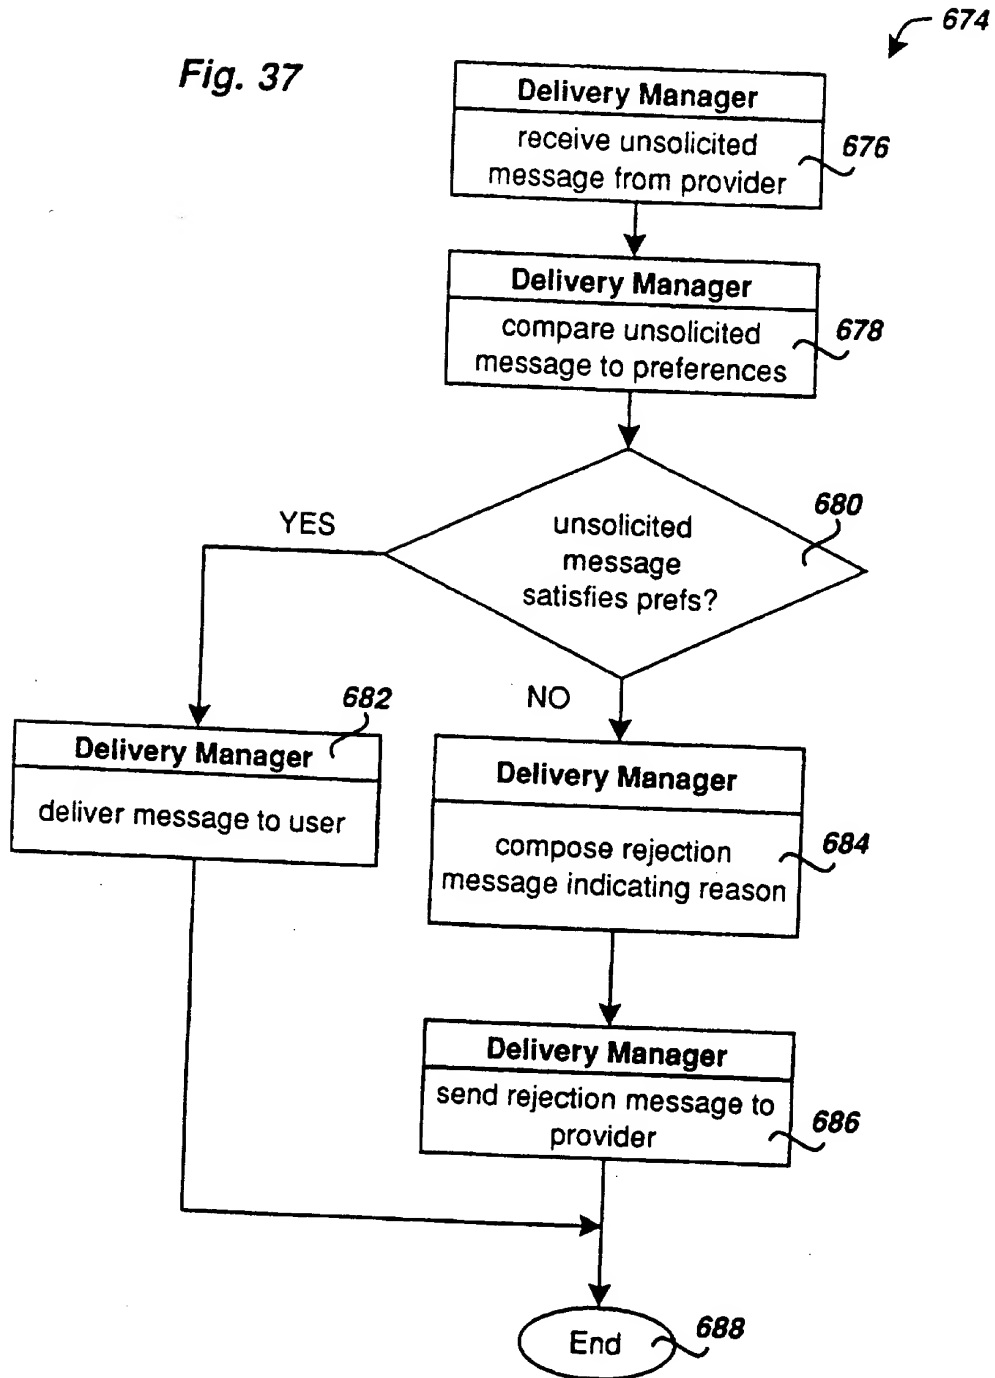 674
Fig. 37
Delivery Manager
receive unsolicited
message from provider
676
Delivery Manager
compare unsolicited
message to preferences
678
unsolicited
message
satisfies prefs?
680
YES
NO
682
Delivery Manager
deliver message to user
Delivery Manager
compose rejection
message indicating reason
684
Delivery Manager
send rejection message to
provider
686
End
688